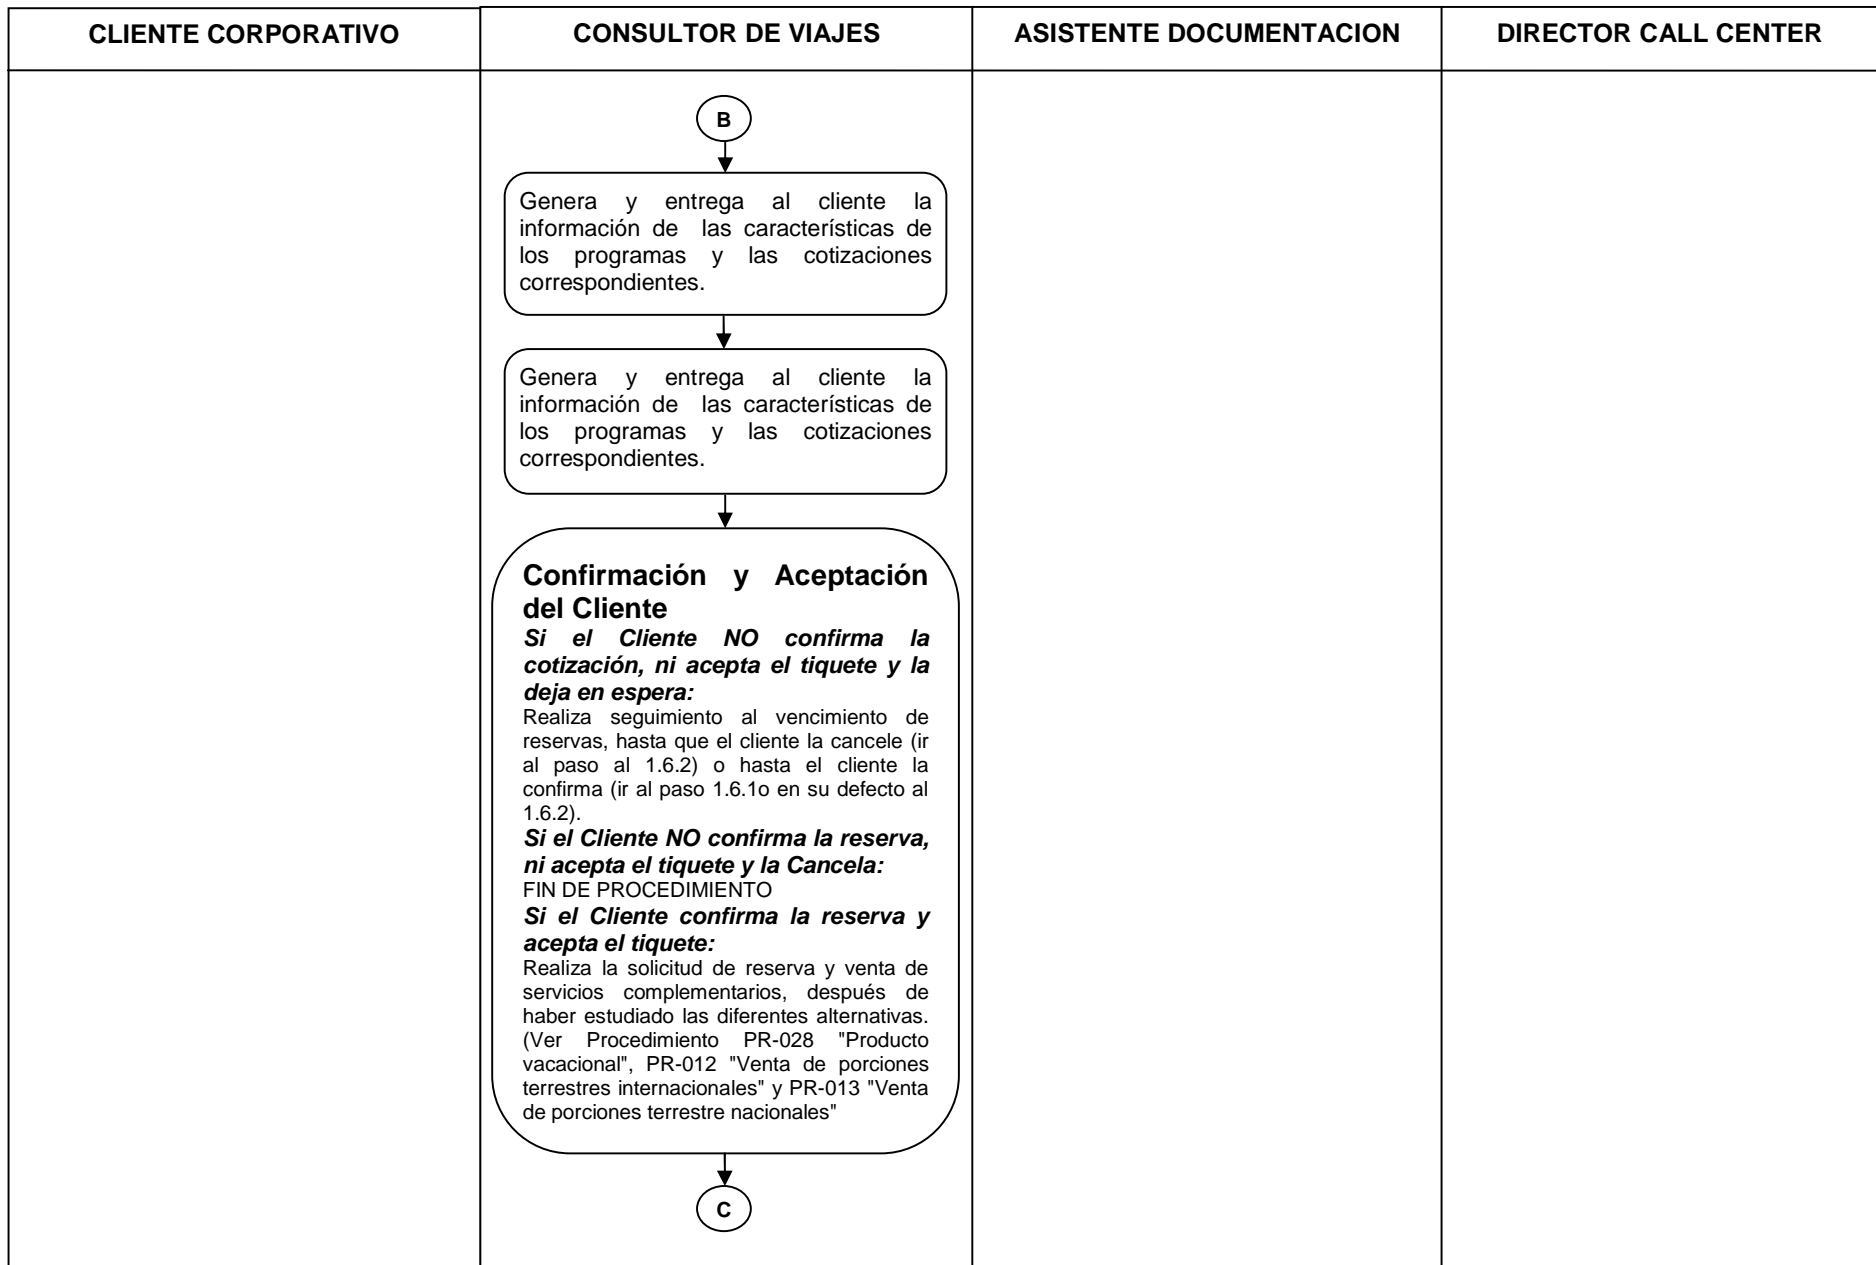 CLIENTE CORPORATIVO
CONSULTOR DE VIAJES
ASISTENTE DOCUMENTACION
DIRECTOR CALL CENTER
B
Genera y entrega al cliente la
información de las características de
los programas y las cotizaciones
correspondientes.
Genera y entrega al cliente la
información de las características de
los programas y las cotizaciones
correspondientes.
Confirmación y Aceptación
del Cliente
Si el Cliente NO confirma la
cotización, ni acepta el tiquete y la
deja en espera:
Realiza seguimiento al vencimiento de
reservas, hasta que el cliente la cancele (ir
al paso al 1.6.2) o hasta el cliente la
confirma (ir al paso 1.6.1o en su defecto al
1.6.2).
Si el Cliente NO confirma la reserva,
ni acepta el tiquete y la Cancela:
FIN DE PROCEDIMIENTO
Si el Cliente confirma la reserva y
acepta el tiquete:
Realiza la solicitud de reserva y venta de
servicios complementarios, después de
haber estudiado las diferentes alternativas.
(Ver Procedimiento PR-028 "Producto
vacacional", PR-012 "Venta de porciones
terrestres internacionales" y PR-013 "Venta
de porciones terrestre nacionales"
C